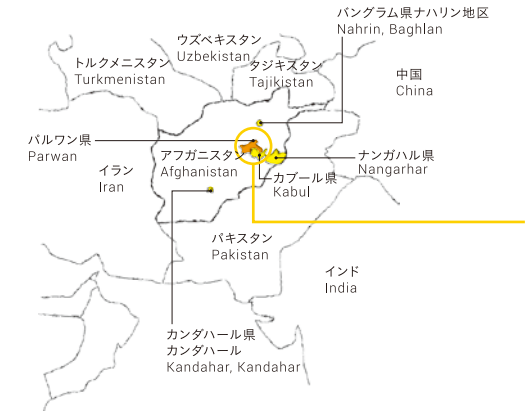 バングラム県ナハリン地区
Nahrin, Baghlan
ウズベキスタン
Uzbekistan
トルクメニスタン
Turkmenistan
タジキスタン
Tajikistan
中国
China
パルワン県
Parwan
イラン
Iran
アフガニスタン
Afghanistan
カブール県
Kabul
ナンガハル県
Nangarhar
パキスタン
Pakistan
インド
India
カンダハール県
カンダハール
Kandahar, Kandahar